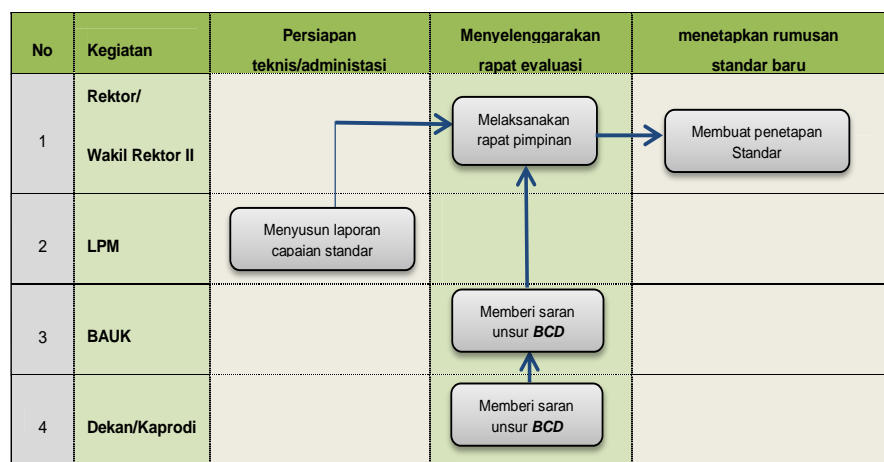 No
Kegiatan
Persiapan
teknis/administasi
Menyelenggarakan
rapat evaluasi
menetapkan rumusan
standar baru
1
Rektor/
Wakil Rektor II
Melaksanakan
rapat pimpinan
Membuat penetapan
Standar
2
LPM
Menyusun laporan
capaian standar
3
BAUK
Memberi saran
unsur BCD
4
Dekan/Kaprodi
Memberi saran
unsur BCD